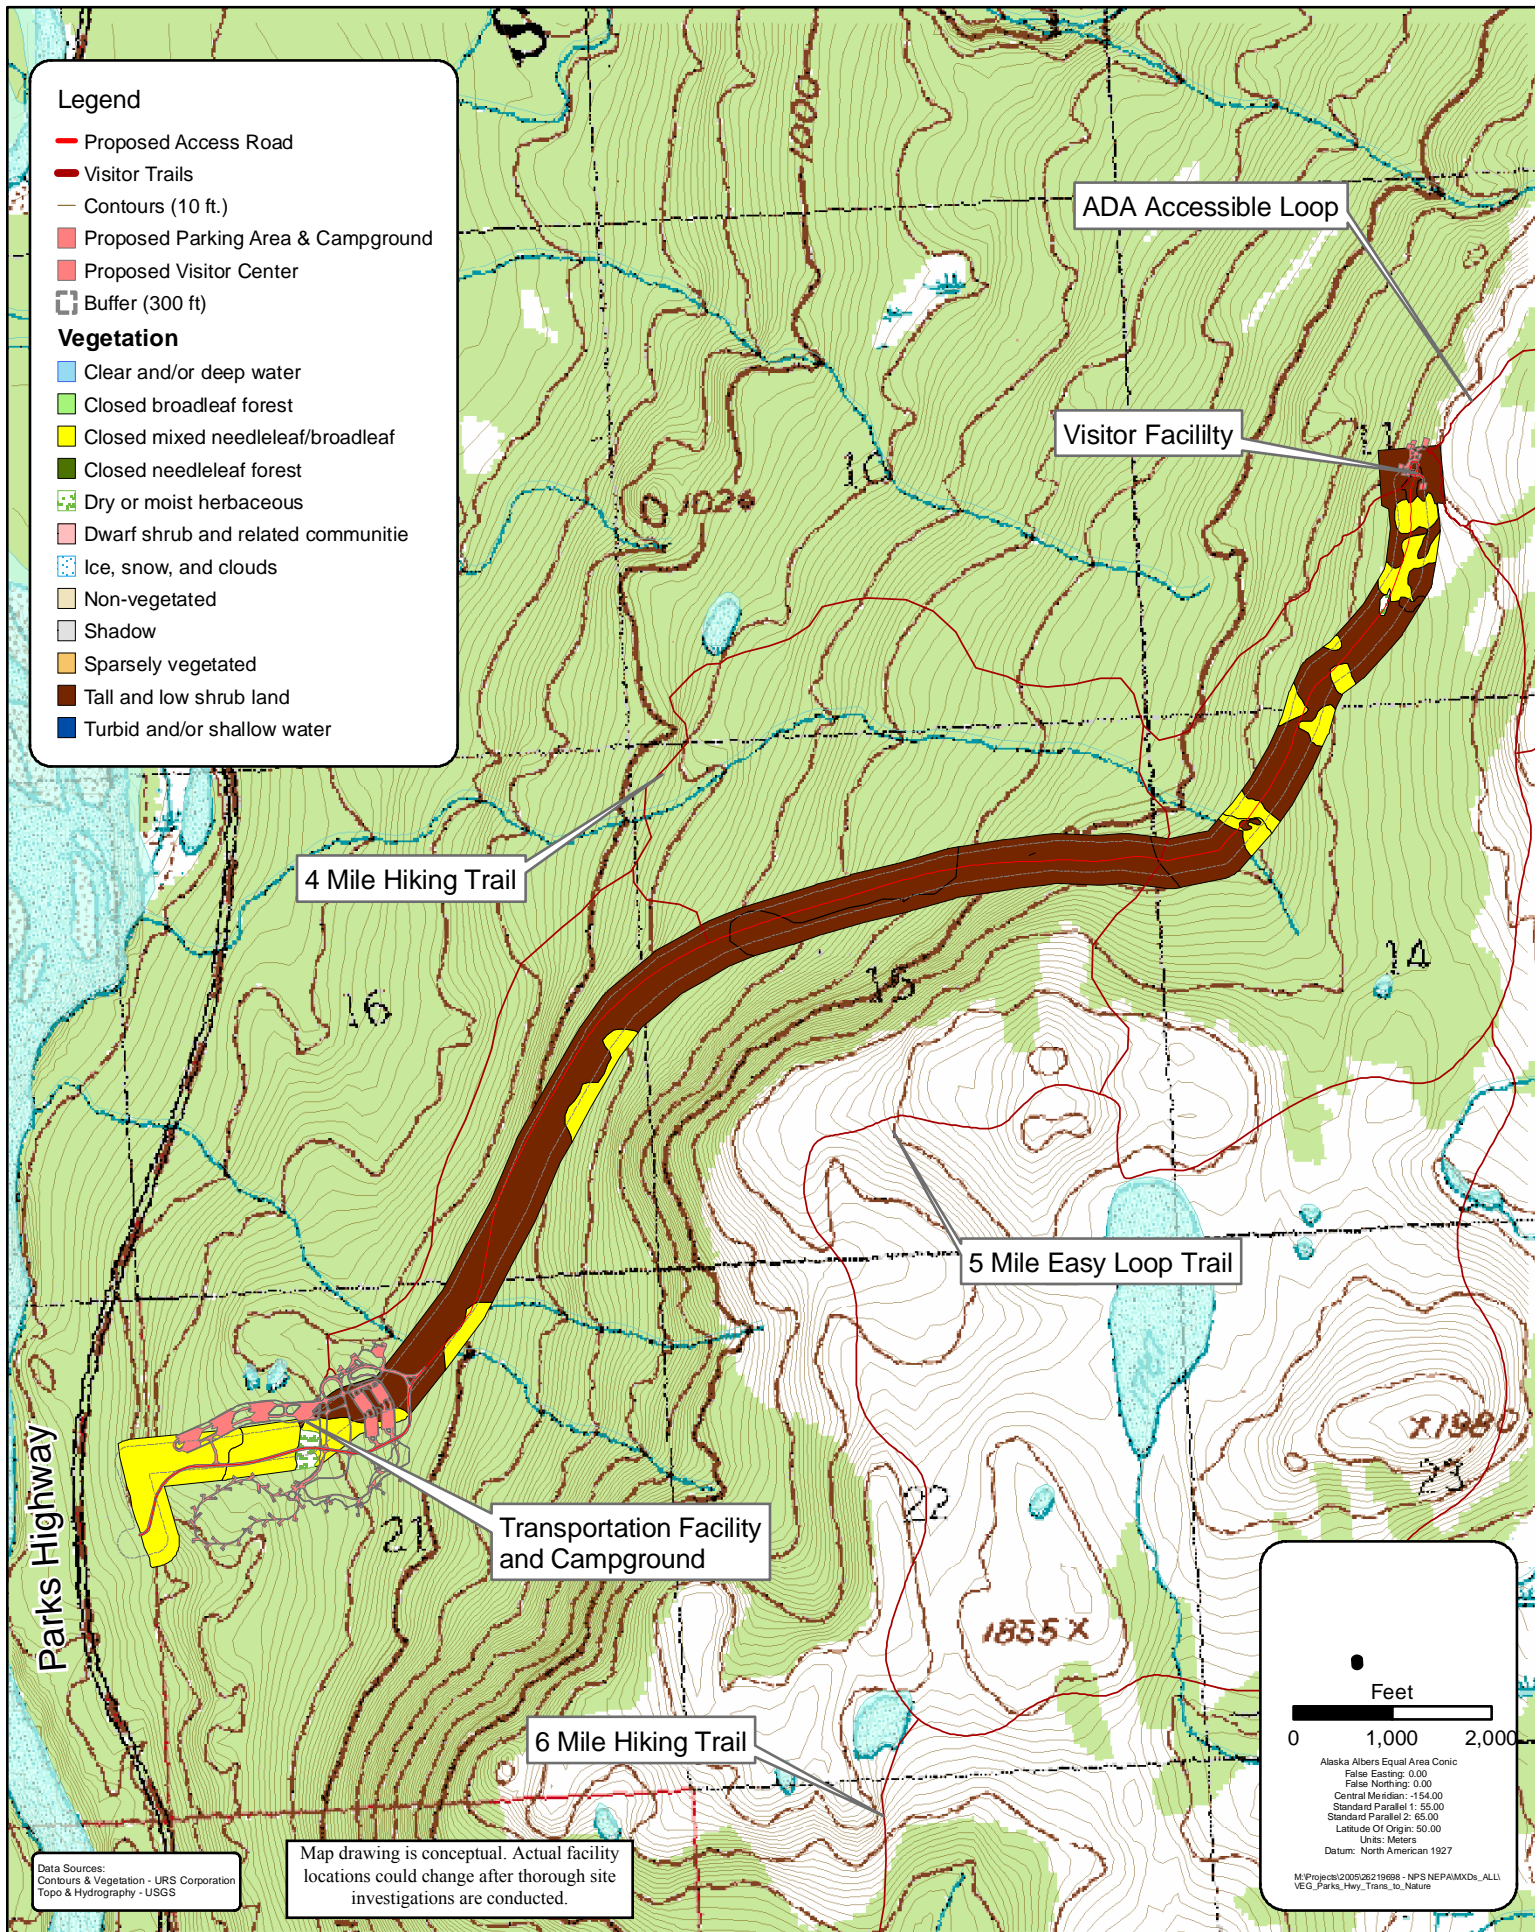 Legend
Proposed Access Road
Visitor Trails
Contours (10 ft.)
Proposed Parking Area & Campground
Proposed Visitor Center
Buffer (300 ft)
Vegetation
Clear and/or deep water
Closed broadleaf forest
Closed mixed needleleaf/broadleaf
Closed needleleaf forest
Dry or moist herbaceous
Dwarf shrub and related communitie
Ice, snow, and clouds
Non-vegetated
Shadow
Sparsely vegetated
Tall and low shrub land
Turbid and/or shallow water
1000
ADA Accessible Loop
Visitor Facililty
11
10
1026
4 Mile Hiking Trail
14
15
16
5 Mile Easy Loop Trail
X1980
23
22
21
Transportation Facility
and Campground
Parks Highway
1855 X
6 Mile Hiking Trail
Feet
0 1,000 2,000
Alaska Albers Equal Area Conic
False Easting: 0.00
False Northing: 0.00
Central Meridian: -154.00
Standard Parallel 1: 55.00
Standard Parallel 2: 65.00
Latitude Of Origin: 50.00
Units: Meters
Datum: North American 1927
M:\Projects\2005\26219698 - NPS NEPA\MXDs_ALL\
VEG_Parks_Hwy_Trans_to_Nature
Map drawing is conceptual. Actual facility
locations could change after thorough site
investigations are conducted.
Data Sources:
Contours & Vegetation - URS Corporation
Topo & Hydrography - USGS